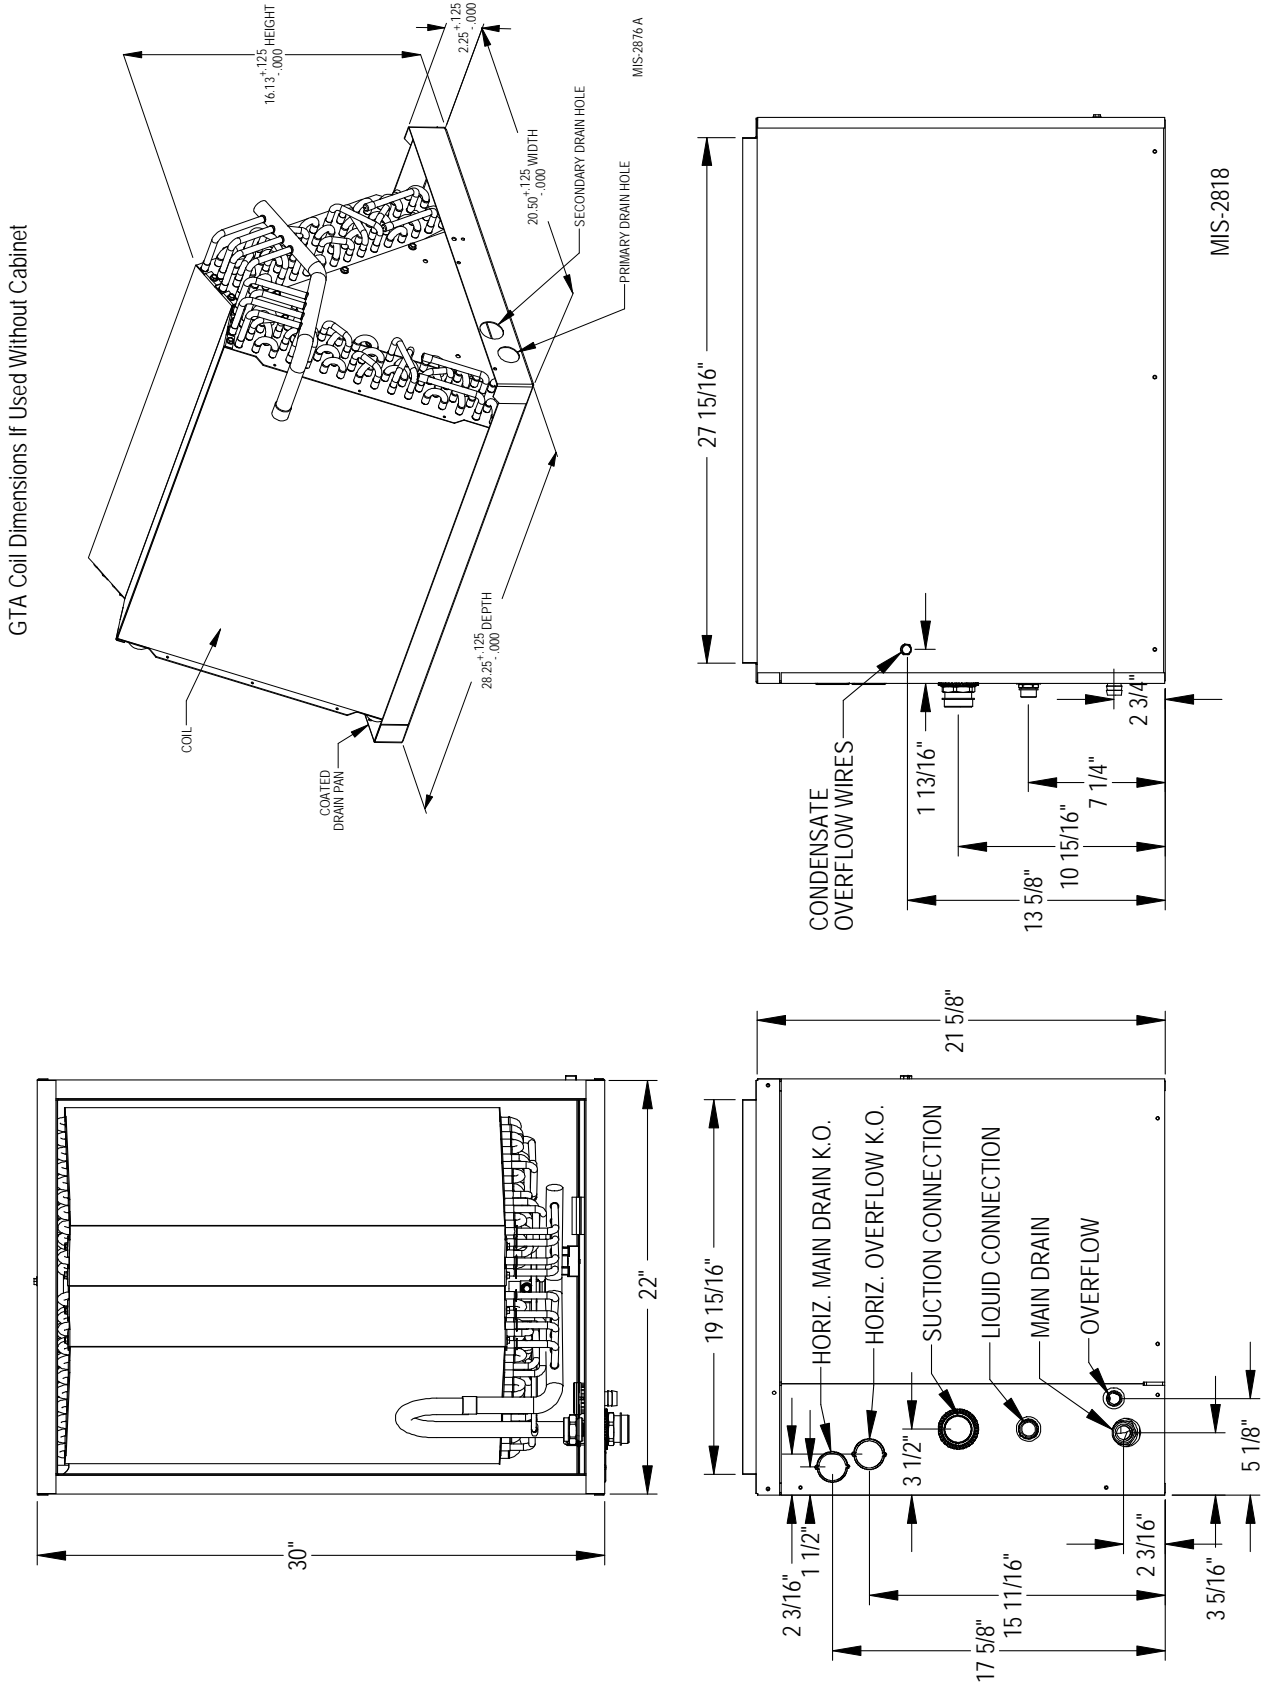 GTA Coil Dimensions If Used Without Cabinet
16.13 +.125 -.000 HEIGHT
2.25 +.125 -.000
20.50 +.125 -.000 WIDTH
28.25 +.125 -.000 DEPTH
SECONDARY DRAIN HOLE
PRIMARY DRAIN HOLE
COIL
COATED
DRAIN PAN
MIS-2876 A
30"
22"
27 15/16"
CONDENSATE
OVERFLOW WIRES
1 13/16"
13 5/8"
10 15/16"
7 1/4"
2 3/4"
MIS-2818
21 5/8"
19 15/16"
HORIZ. MAIN DRAIN K.O.
HORIZ. OVERFLOW K.O.
SUCTION CONNECTION
LIQUID CONNECTION
MAIN DRAIN
OVERFLOW
2 3/16"
1 1/2"
3 1/2"
17 5/8"
15 11/16"
2 3/16"
3 5/16"
5 1/8"